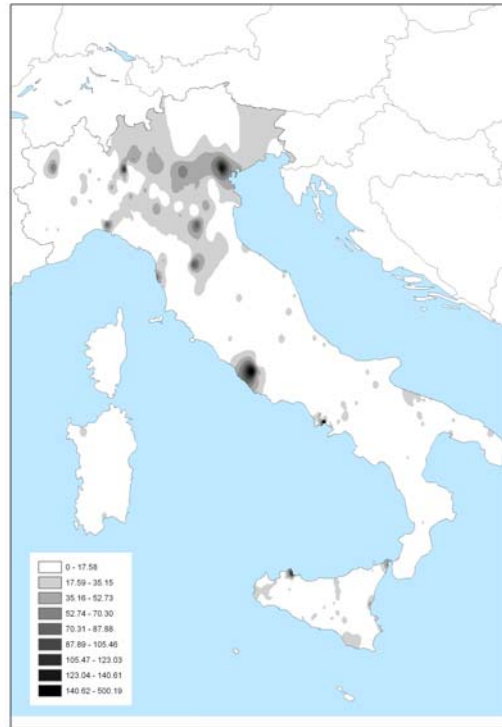 0 - 17.58
17.59 - 35.15
35.16 - 52.73
52.74 - 70.30
70.31 - 87.88
87.89 - 105.46
105.47 - 123.03
123.04 - 140.61
140.62 - 500.19